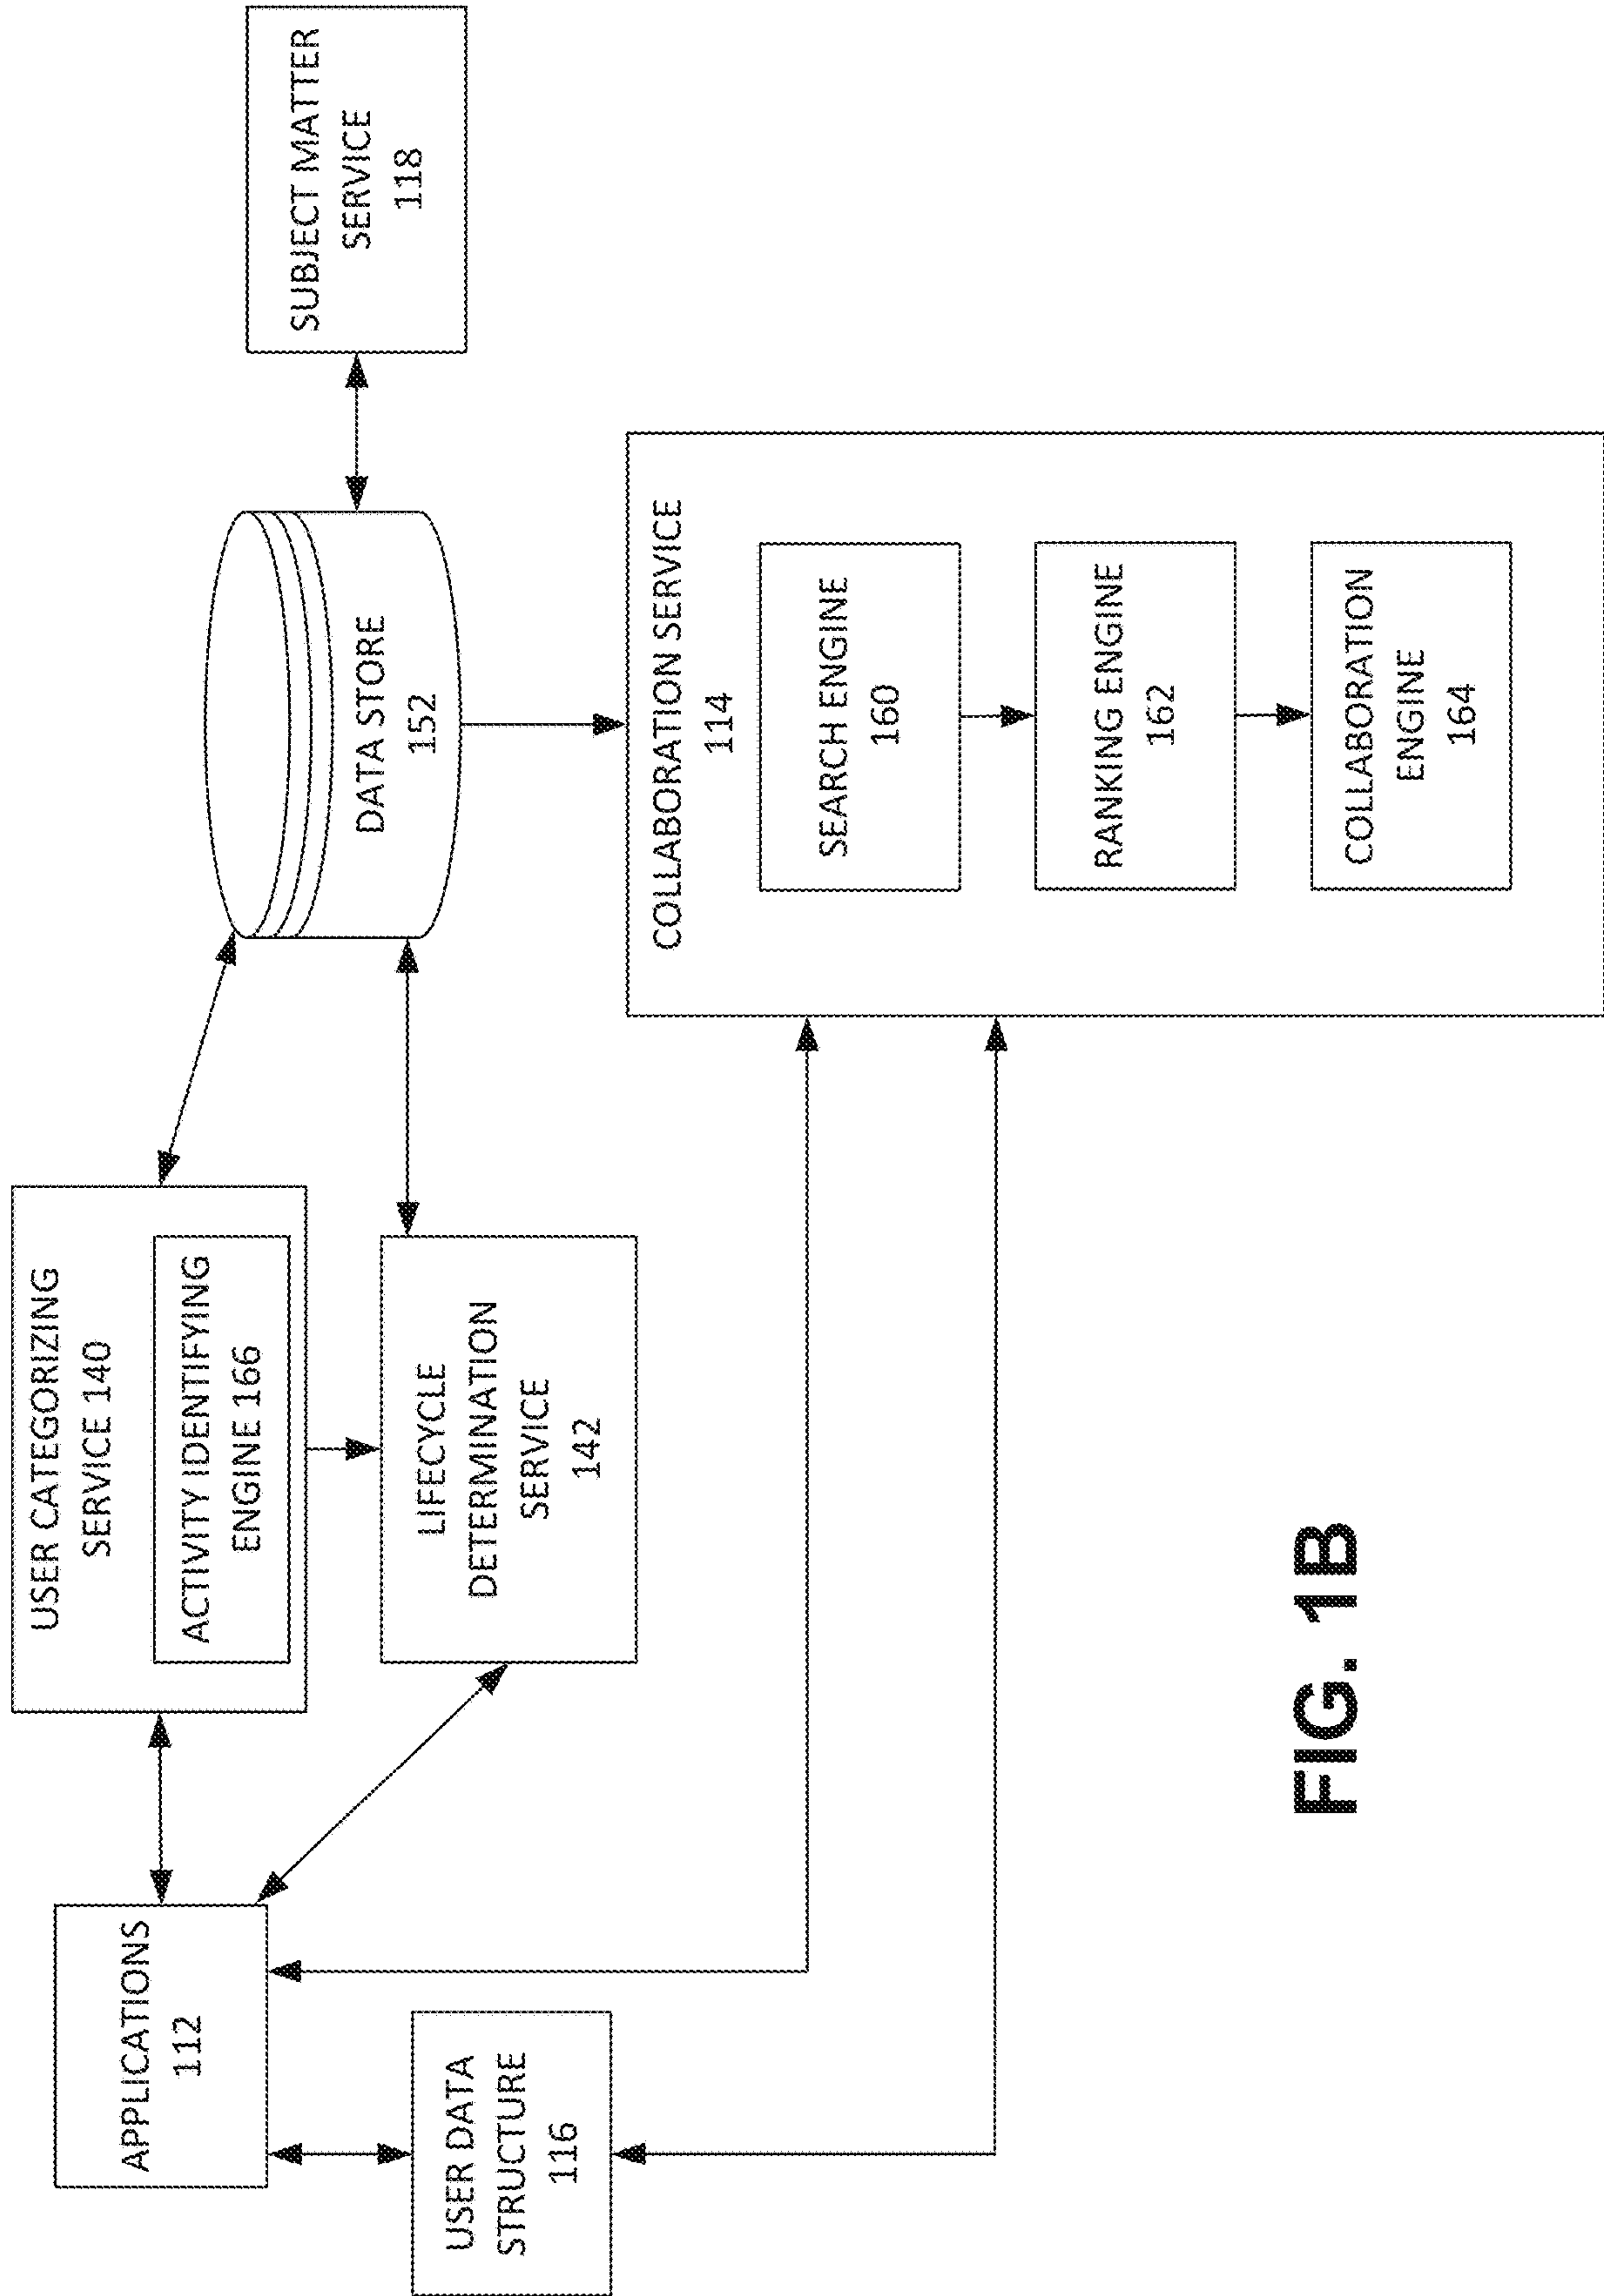 APPLICATIONS
112
USER DATA
STRUCTURE
116
USER CATEGORIZING
SERVICE 140
ACTIVITY IDENTIFYING
ENGINE 166
LIFECYCLE
DETERMINATION
SERVICE
142
DATA STORE
152
SUBJECT MATTER
SERVICE
118
COLLABORATION SERVICE
114
SEARCH ENGINE
160
RANKING ENGINE
162
COLLABORATION
ENGINE
164
FIG. 1B